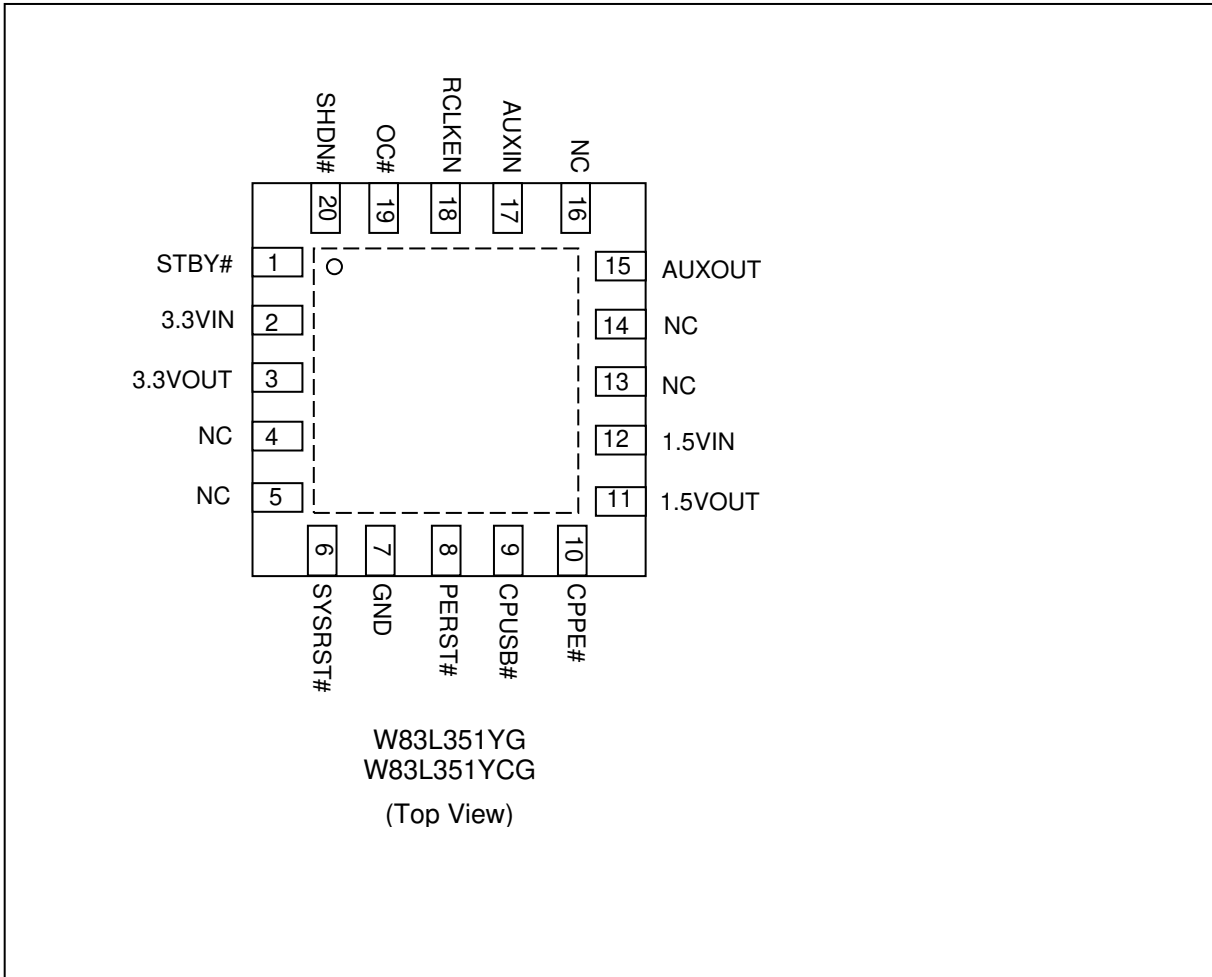 SHDN#
OC#
RCLKEN
AUXIN
NC
20
19
18
17
16
STBY# 1
3.3VIN 2
3.3VOUT 3
NC 4
NC 5
15 AUXOUT
14 NC
13 NC
12 1.5VIN
11 1.5VOUT
6
7
8
9
10
SYSRST#
GND
PERST#
CPUSB#
CPPE#
W83L351YG
W83L351YCG
(Top View)